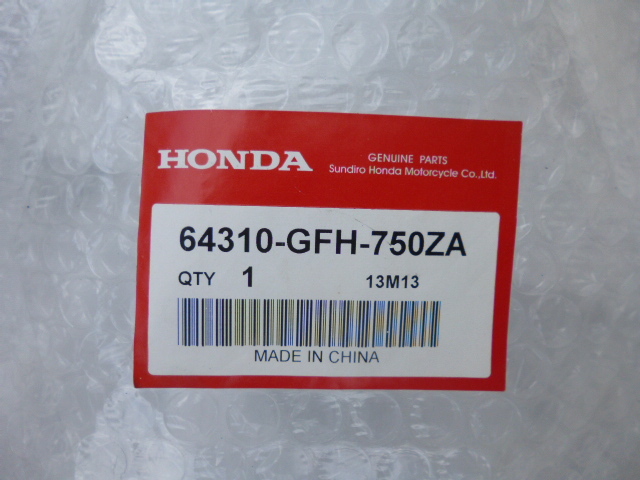 HONDA
GENUINE PARTS
Sundiro Honda Motorcycle Co.,Ltd.
64310-GFH-750ZA
QTY 1 13M13
MADE IN CHINA